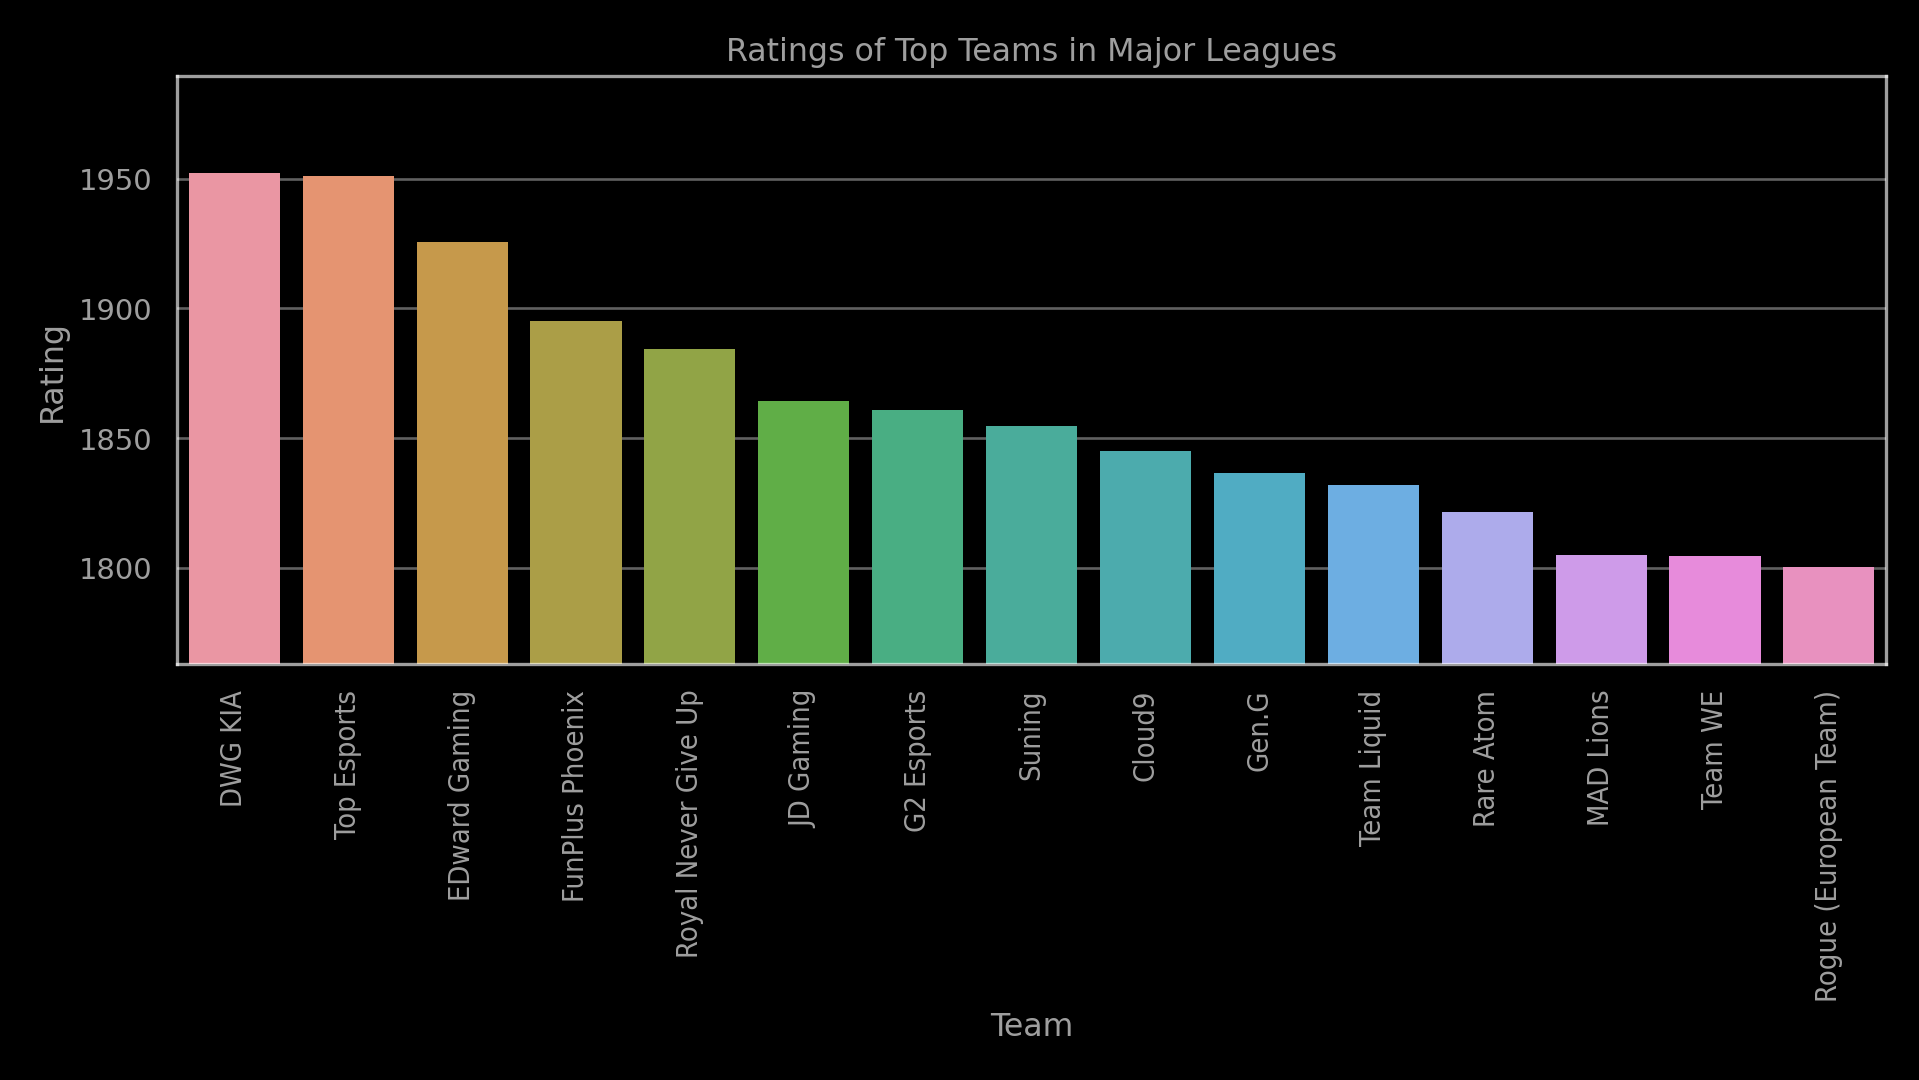 Ratings of Top Teams in Major Leagues
Rating
1950
1900
1850
1800
DWG KIA
Top Esports
EDward Gaming
FunPlus Phoenix
Royal Never Give Up
JD Gaming
G2 Esports
Suning
Cloud9
Gen.G
Team Liquid
Rare Atom
MAD Lions
Team WE
Rogue (European Team)
Team